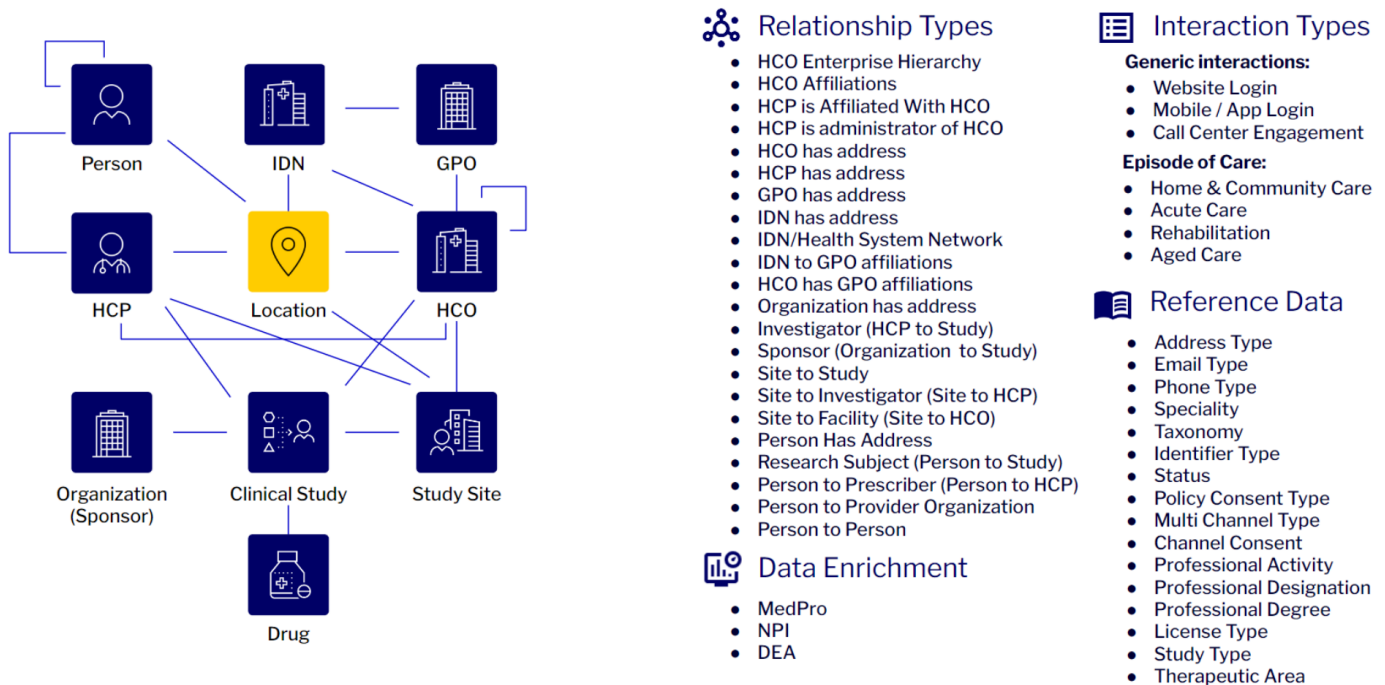 Person
IDN
GPO
HCP
Location
HCO
Organization
(Sponsor)
Clinical Study
Study Site
Drug
Relationship Types
HCO Enterprise Hierarchy
HCO Affiliations
HCP is Affiliated With HCO
HCP is administrator of HCO
HCO has address
HCP has address
GPO has address
IDN has address
IDN/Health System Network
IDN to GPO affiliations
HCO has GPO affiliations
Organization has address
Investigator (HCP to Study)
Sponsor (Organization to Study)
Site to Study
Site to Investigator (Site to HCP)
Site to Facility (Site to HCO)
Person Has Address
Research Subject (Person to Study)
Person to Prescriber (Person to HCP)
Person to Provider Organization
Person to Person
Data Enrichment
MedPro
NPI
DEA
Interaction Types
Generic interactions:
Website Login
Mobile / App Login
Call Center Engagement
Episode of Care:
Home & Community Care
Acute Care
Rehabilitation
Aged Care
Reference Data
Address Type
Email Type
Phone Type
Speciality
Taxonomy
Identifier Type
Status
Policy Consent Type
Multi Channel Type
Channel Consent
Professional Activity
Professional Designation
Professional Degree
License Type
Study Type
Therapeutic Area